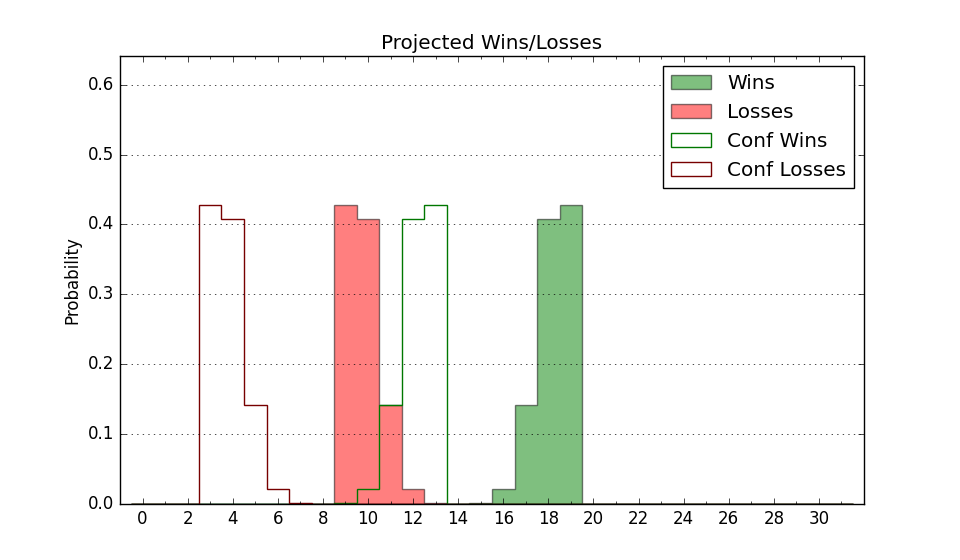 Projected Wins/Losses
Wins
Losses
Conf Wins
Conf Losses
Probability
0.6
0.5
0.4
0.3
0.2
0.1
0.0
0 2 4 6 8 10 12 14 16 18 20 22 24 26 28 30